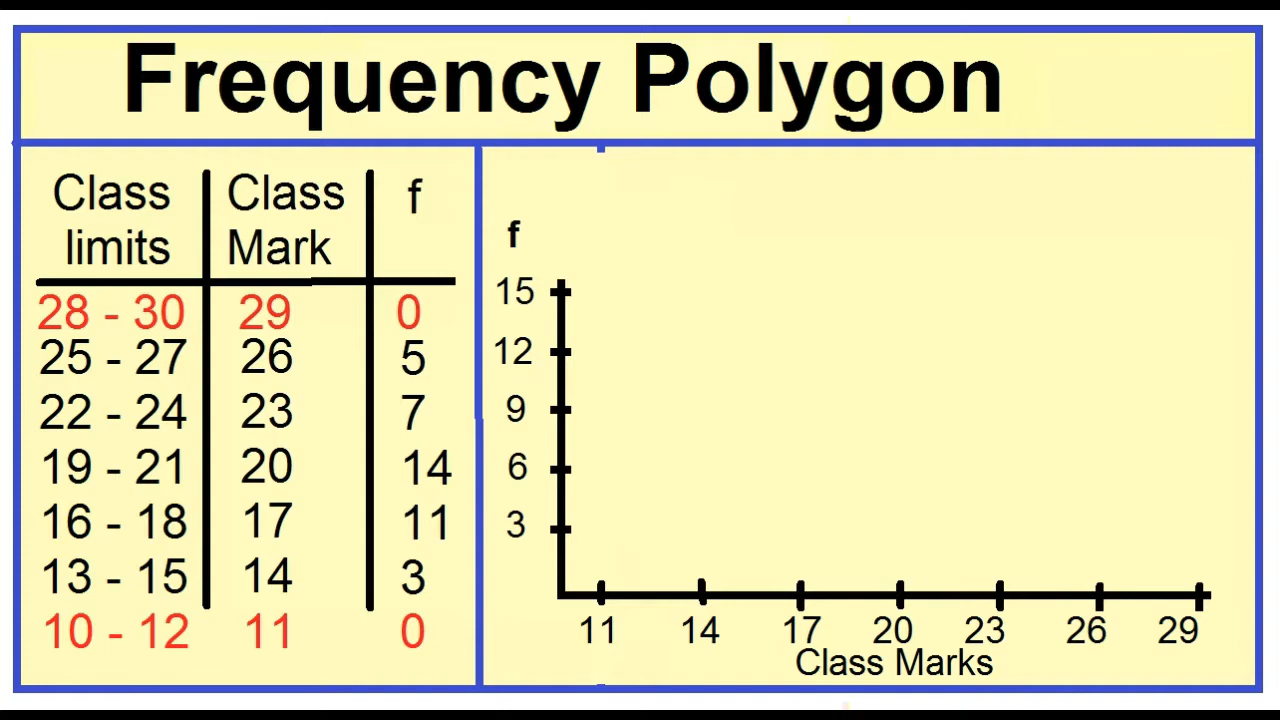 Frequency Polygon
Class limits Class Mark f
28 - 30 29 0
25 - 27 26 5
22 - 24 23 7
19 - 21 20 14
16 - 18 17 11
13 - 15 14 3
10 - 12 11 0
f
15
12
9
6
3
11 14 17 20 23 26 29
Class Marks